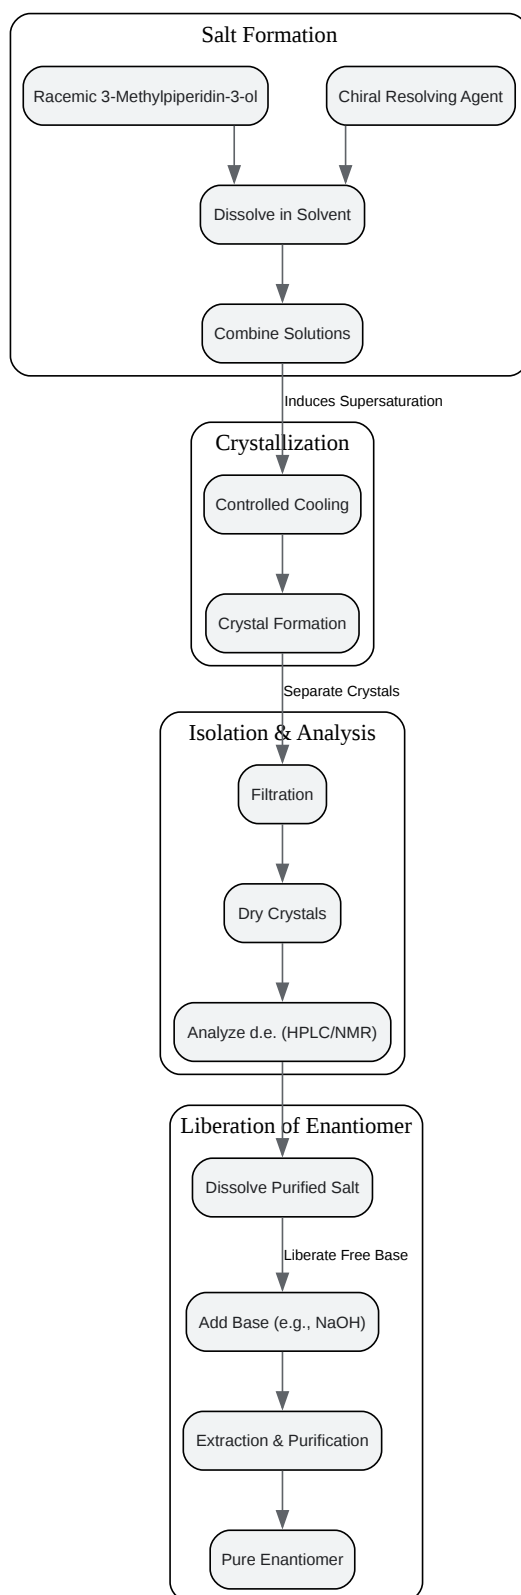 Salt Formation
Racemic 3-Methylpiperidin-3-ol
Chiral Resolving Agent
Dissolve in Solvent
Combine Solutions
Induces Supersaturation
Crystallization
Controlled Cooling
Crystal Formation
Separate Crystals
Isolation & Analysis
Filtration
Dry Crystals
Analyze d.e. (HPLC/NMR)
Liberation of Enantiomer
Dissolve Purified Salt
Liberate Free Base
Add Base (e.g., NaOH)
Extraction & Purification
Pure Enantiomer